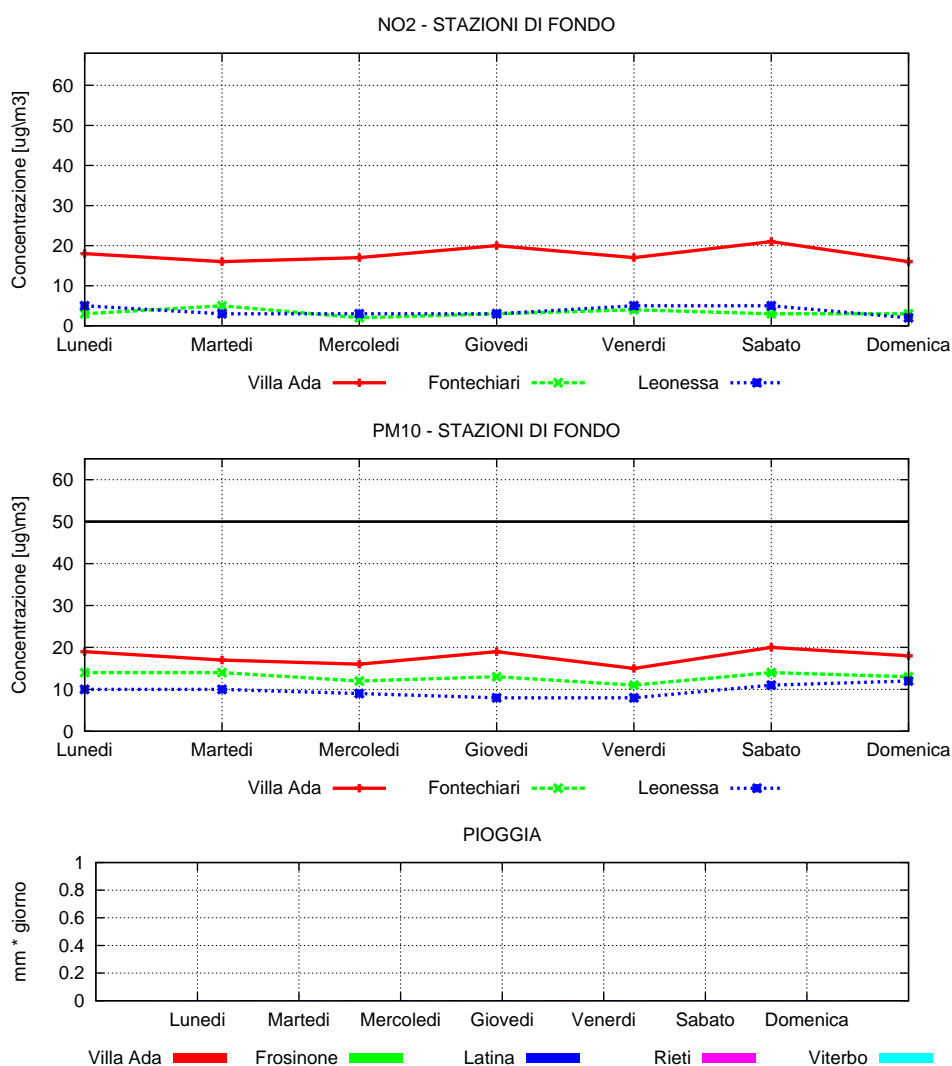 NO2 - STAZIONI DI FONDO
Concentrazione [ug\m3]
60
50
40
30
20
10
0
Lunedi Martedi Mercoledi Giovedi Venerdi Sabato Domenica
Villa Ada Fontechiari Leonessa
PM10 - STAZIONI DI FONDO
Concentrazione [ug\m3]
60
50
40
30
20
10
0
Lunedi Martedi Mercoledi Giovedi Venerdi Sabato Domenica
Villa Ada Fontechiari Leonessa
PIOGGIA
mm * giorno
1
0.8
0.6
0.4
0.2
0
Lunedi Martedi Mercoledi Giovedi Venerdi Sabato Domenica
Villa Ada Frosinone Latina Rieti Viterbo